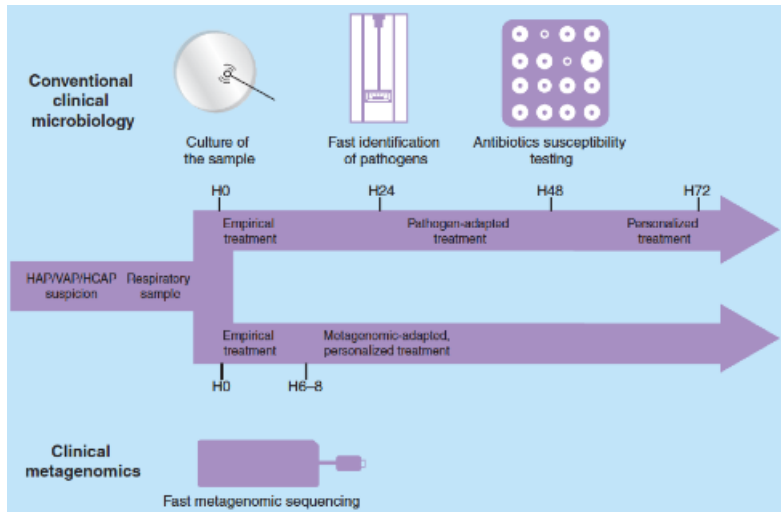 Conventional
clinical
microbiology
Culture of
the sample
Fast identification
of pathogens
Antibiotics susceptibility
testing
H0
H24
H48
H72
Empirical
treatment
Pathogen-adapted
treatment
Personalized
treatment
HAP/VAP/HCAP
suspicion
Respiratory
sample
Empirical
treatment
Metagenomic-adapted,
personalized treatment
H0
H6–8
Clinical
metagenomics
Fast metagenomic sequencing